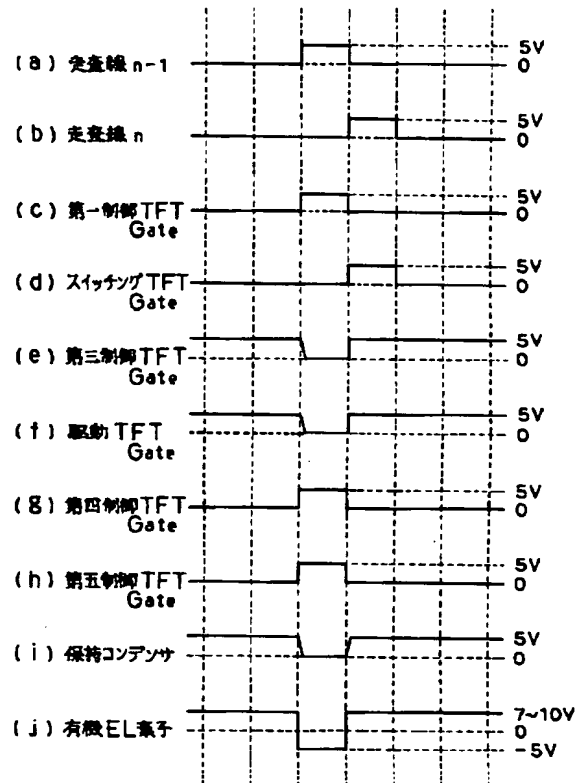 (a) 走査線 n-1
5V
0
(b) 走査線 n
5V
0
(c) 第一制御TFT
Gate
5V
0
(d) スイッチングTFT
Gate
5V
0
(e) 第三制御TFT
Gate
5V
0
(f) 駆動TFT
Gate
5V
0
(g) 第四制御TFT
Gate
5V
0
(h) 第五制御TFT
Gate
5V
0
(i) 保持コンデンサ
5V
0
(j) 有機EL素子
7~10V
0
-5V